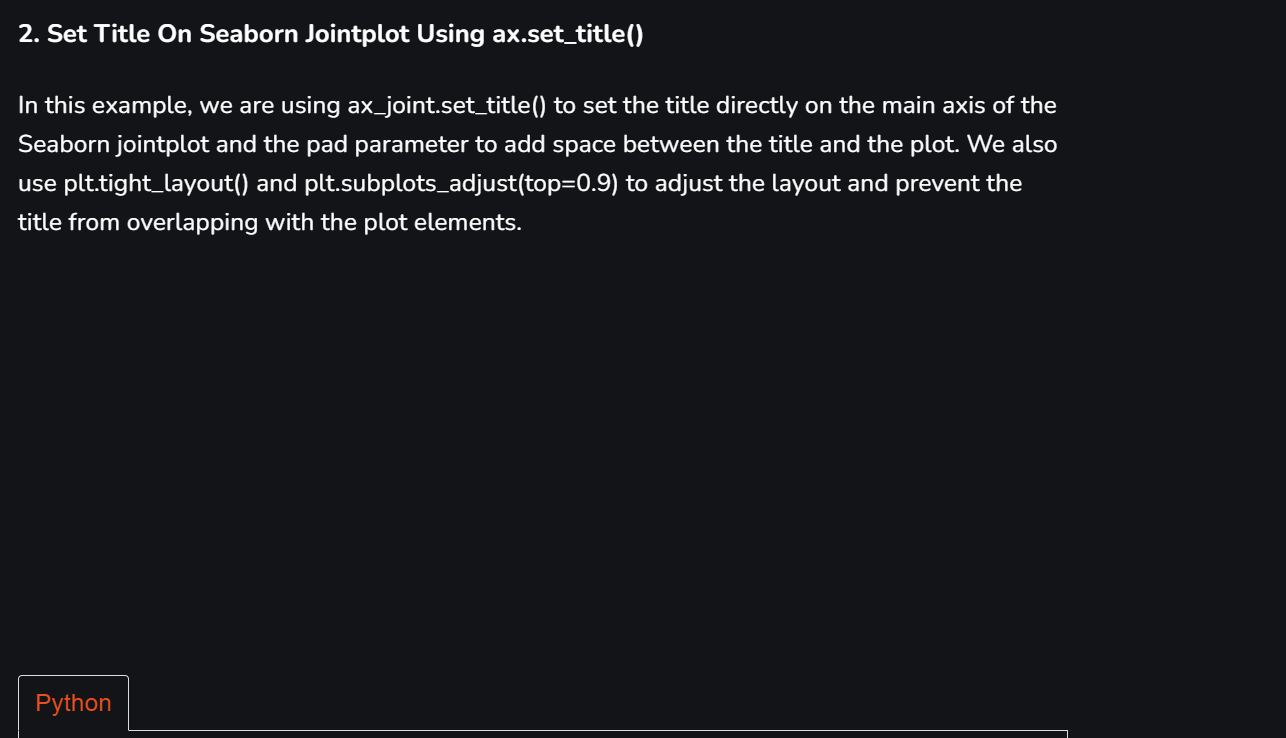 2. Set Title On Seaborn Jointplot Using ax.set_title()
In this example, we are using ax_joint.set_title() to set the title directly on the main axis of the
Seaborn jointplot and the pad parameter to add space between the title and the plot. We also
use plt.tight_layout() and plt.subplots_adjust(top=0.9) to adjust the layout and prevent the
title from overlapping with the plot elements.
Python